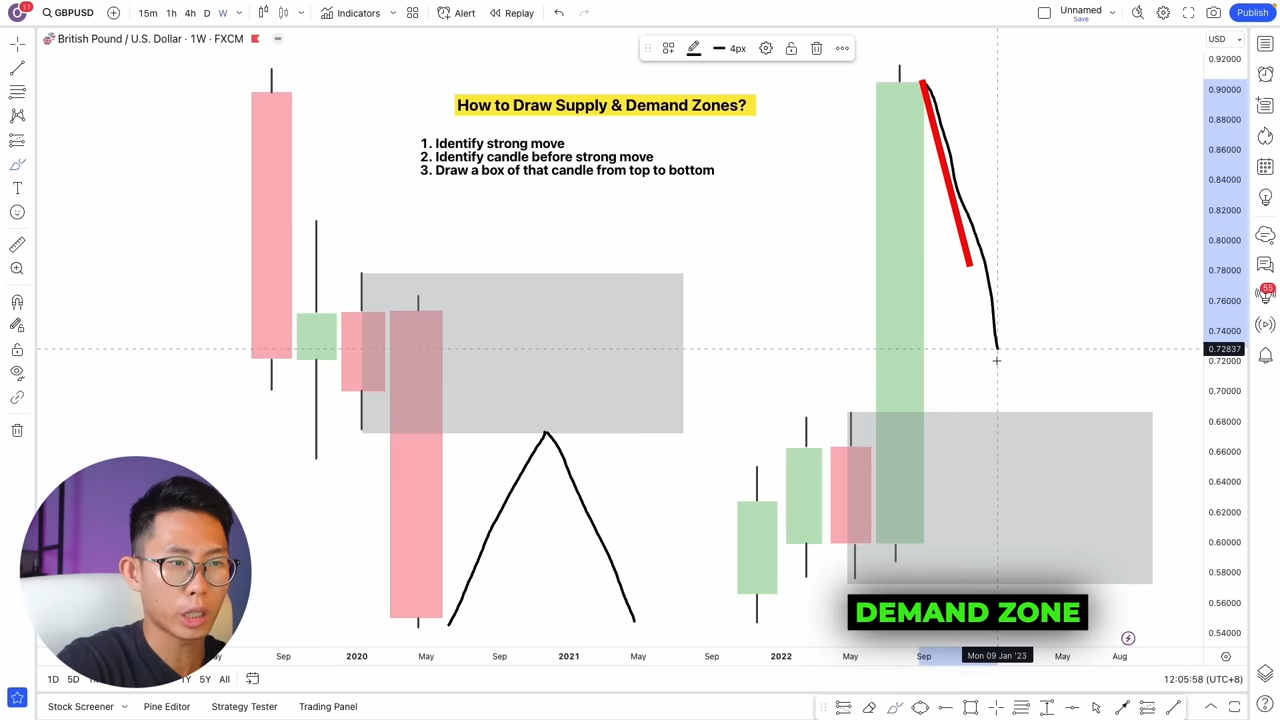 11
GBPUSD
15m 1h 4h D W
Indicators
Alert
Replay
Unnamed
Save
Publish
British Pound / U.S. Dollar · 1W · FXCM
4px
USD
How to Draw Supply & Demand Zones?
1. Identify strong move
2. Identify candle before strong move
3. Draw a box of that candle from top to bottom
0.92000
0.90000
0.88000
0.86000
0.84000
0.82000
0.80000
0.78000
0.76000
0.74000
0.72837
0.72000
0.70000
0.68000
0.66000
0.64000
0.62000
0.60000
0.58000
0.56000
0.54000
55
DEMAND ZONE
Sep 2020 May 2021 May Sep 2022 May Sep Mon 09 Jan '23 May Aug
1D 5D 1Y 5Y All
12:05:58 (UTC+8)
Stock Screener
Pine Editor
Strategy Tester
Trading Panel